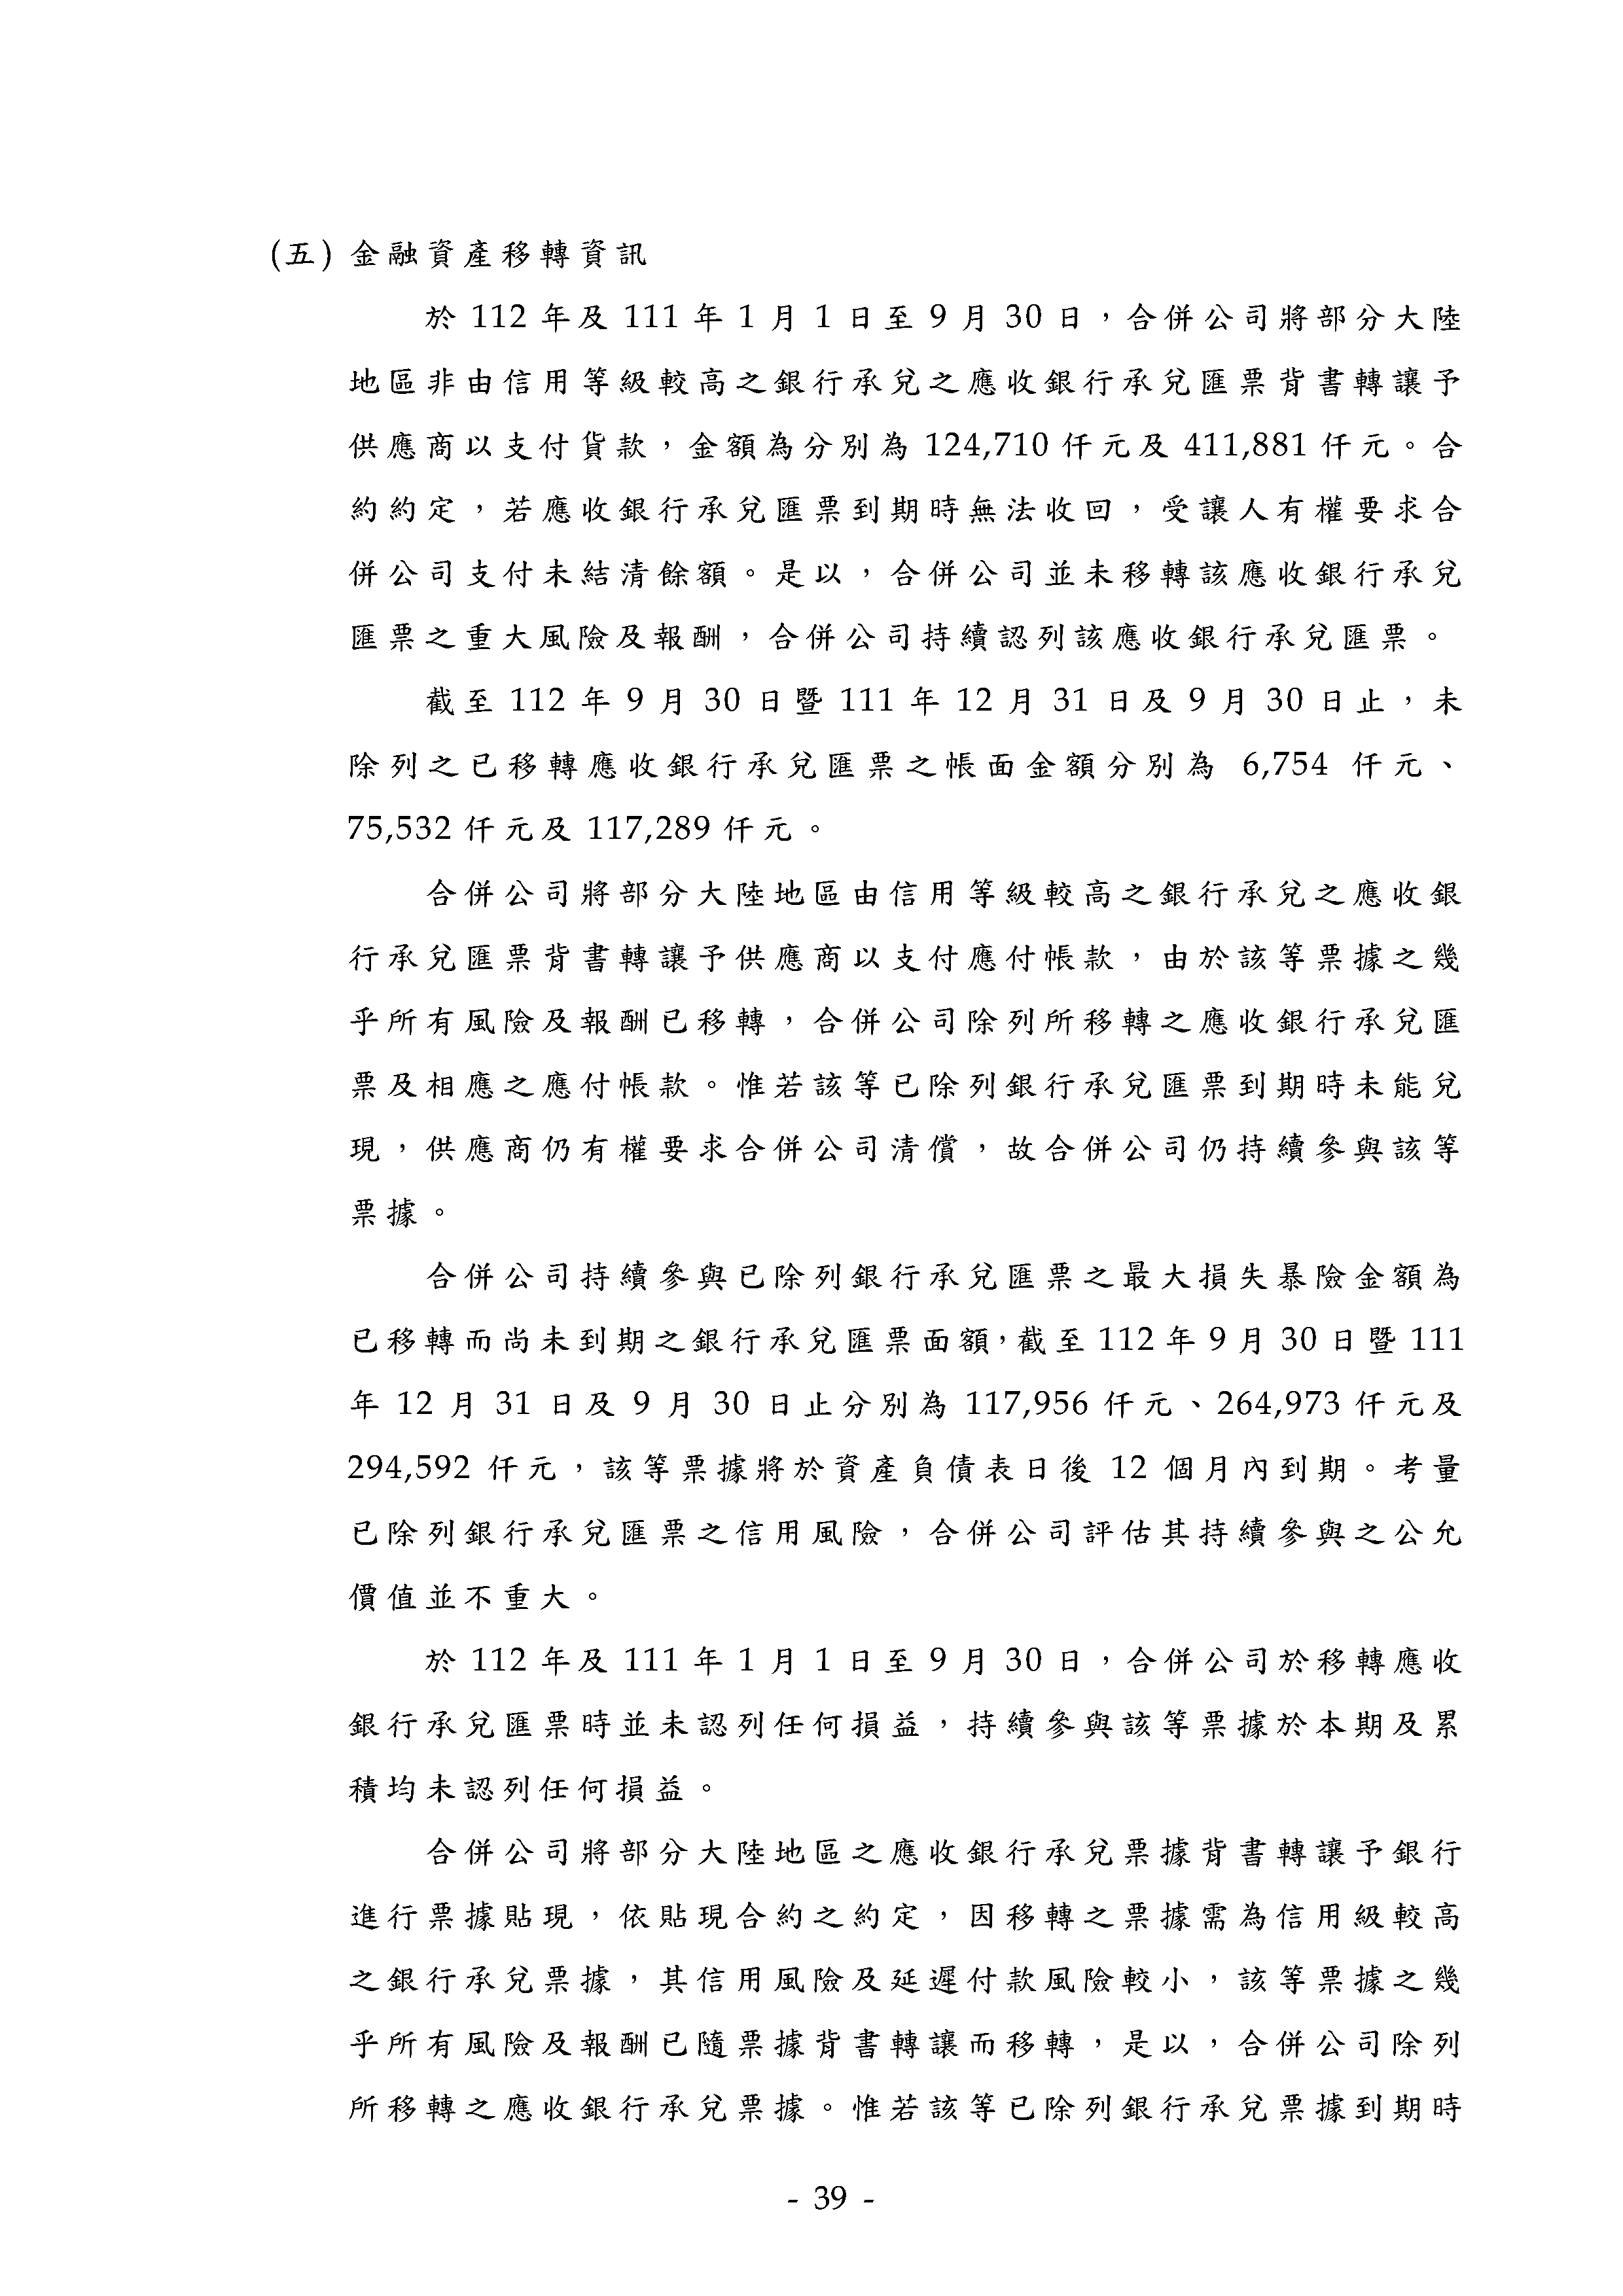 (五) 金融資產移轉資訊
於 112 年及 111 年 1 月 1 日至 9 月 30 日，合併公司將部分大陸
地區非由信用等級較高之銀行承兌之應收銀行承兌匯票背書轉讓予
供應商以支付貨款，金額為分別為 124,710 仟元及 411,881 仟元。合
約約定，若應收銀行承兌匯票到期時無法收回，受讓人有權要求合
併公司支付未結清餘額。是以，合併公司並未移轉該應收銀行承兌
匯票之重大風險及報酬，合併公司持續認列該應收銀行承兌匯票。
截至 112 年 9 月 30 日暨 111 年 12 月 31 日及 9 月 30 日止，未
除列之已移轉應收銀行承兌匯票之帳面金額分別為 6,754 仟元、
75,532 仟元及 117,289 仟元。
合併公司將部分大陸地區由信用等級較高之銀行承兌之應收銀
行承兌匯票背書轉讓予供應商以支付應付帳款，由於該等票據之幾
乎所有風險及報酬已移轉，合併公司除列所移轉之應收銀行承兌匯
票及相應之應付帳款。惟若該等已除列銀行承兌匯票到期時未能兌
現，供應商仍有權要求合併公司清償，故合併公司仍持續參與該等
票據。
合併公司持續參與已除列銀行承兌匯票之最大損失暴險金額為
已移轉而尚未到期之銀行承兌匯票面額，截至 112 年 9 月 30 日暨 111
年 12 月 31 日及 9 月 30 日止分別為 117,956 仟元、264,973 仟元及
294,592 仟元，該等票據將於資產負債表日後 12 個月內到期。考量
已除列銀行承兌匯票之信用風險，合併公司評估其持續參與之公允
價值並不重大。
於 112 年及 111 年 1 月 1 日至 9 月 30 日，合併公司於移轉應收
銀行承兌匯票時並未認列任何損益，持續參與該等票據於本期及累
積均未認列任何損益。
合併公司將部分大陸地區之應收銀行承兌票據背書轉讓予銀行
進行票據貼現，依貼現合約之約定，因移轉之票據需為信用級較高
之銀行承兌票據，其信用風險及延遲付款風險較小，該等票據之幾
乎所有風險及報酬已隨票據背書轉讓而移轉，是以，合併公司除列
所移轉之應收銀行承兌票據。惟若該等已除列銀行承兌票據到期時
- 39 -